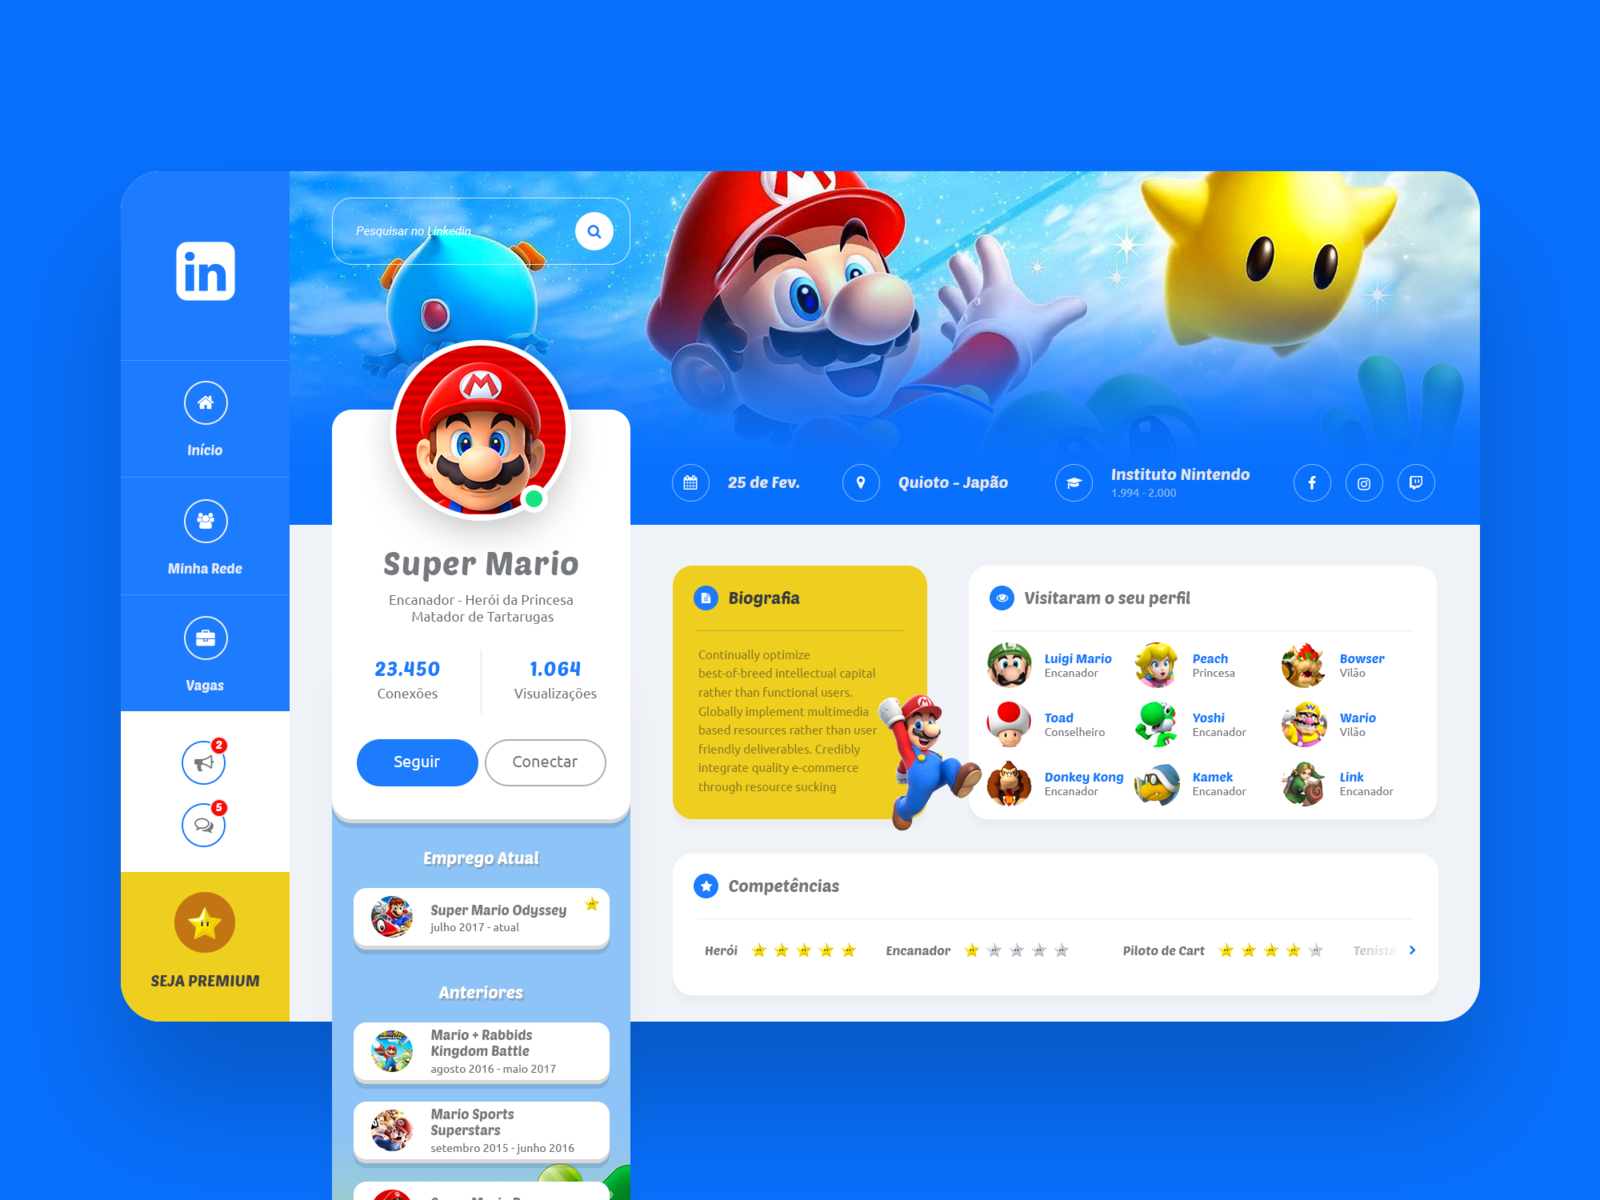 in
Início
Minha Rede
Vagas
2
5
SEJA PREMIUM
Pesquisar no Linkedin
M
M
Super Mario
Encanador - Herói da Princesa
Matador de Tartarugas
23.450
Conexões
1.064
Visualizações
Seguir
Conectar
Emprego Atual
Super Mario Odyssey
julho 2017 - atual
Anteriores
Mario + Rabbids
Kingdom Battle
agosto 2016 - maio 2017
Mario Sports
Superstars
setembro 2015 - junho 2016
25 de Fev.
Quioto - Japão
Instituto Nintendo
1.994 - 2.000
Biografia
Continually optimize
best-of-breed intellectual capital
rather than functional users.
Globally implement multimedia
based resources rather than user
friendly deliverables. Credibly
integrate quality e-commerce
through resource sucking
Visitaram o seu perfil
Luigi Mario
Encanador
Peach
Princesa
Bowser
Vilão
Toad
Conselheiro
Yoshi
Encanador
Wario
Vilão
Donkey Kong
Encanador
Kamek
Encanador
Link
Encanador
Competências
Herói
Encanador
Piloto de Cart
Tenista